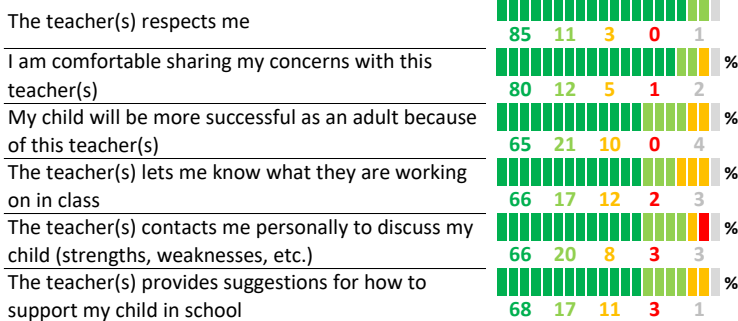 The teacher(s) respects me
85 11 3 0 1
I am comfortable sharing my concerns with this %
teacher(s)
80 12 5 1 2
My child will be more successful as an adult because %
of this teacher(s)
65 21 10 0 4
The teacher(s) lets me know what they are working %
on in class
66 17 12 2 3
The teacher(s) contacts me personally to discuss my %
child (strengths, weaknesses, etc.)
66 20 8 3 3
The teacher(s) provides suggestions for how to %
support my child in school
68 17 11 3 1